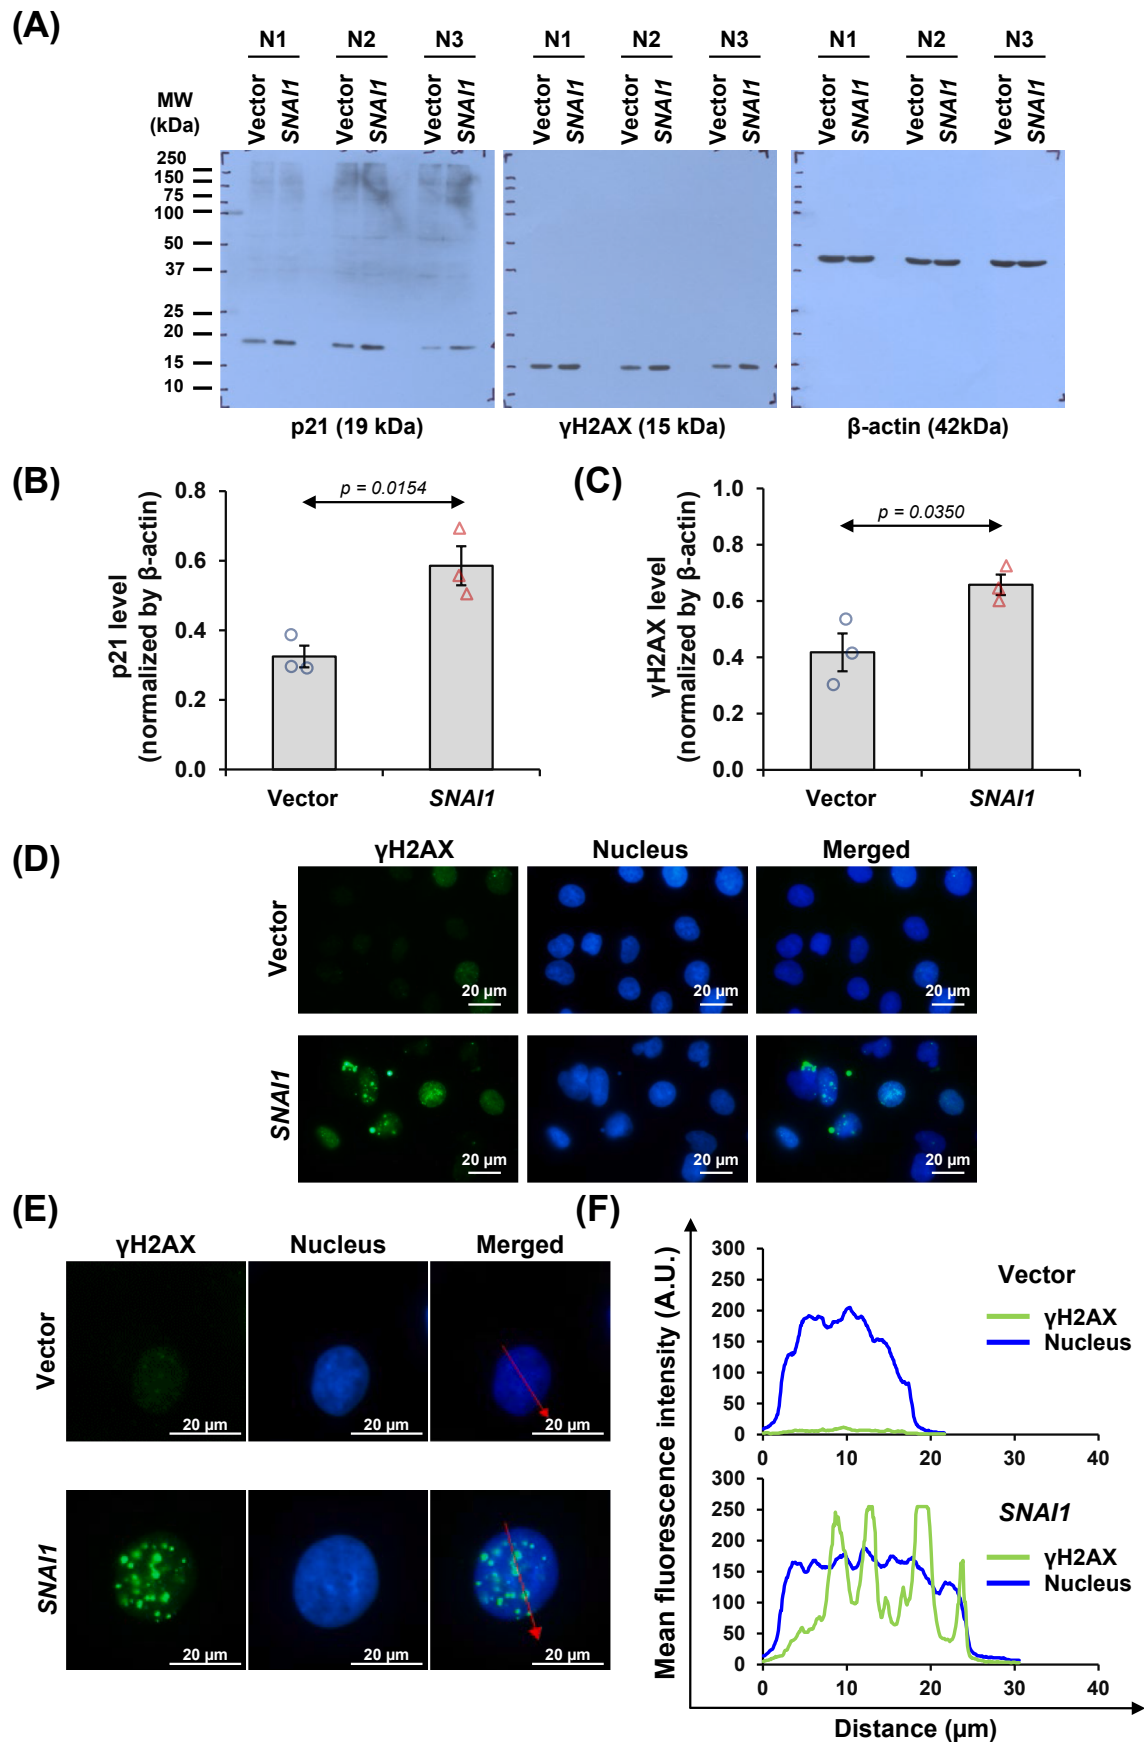 (A)
N1 N2 N3 N1 N2 N3 N1 N2 N3
Vector SNAI1 Vector SNAI1 Vector SNAI1 Vector SNAI1 Vector SNAI1 Vector SNAI1 Vector SNAI1 Vector SNAI1 Vector SNAI1
MW
(kDa)
250
150
75
100
50
37
25
20
15
10
p21 (19 kDa) γH2AX (15 kDa) β-actin (42kDa)
(B)
p21 level
(normalized by β-actin)
0.8
0.6
0.4
0.2
0.0
p = 0.0154
Vector SNAI1
(C)
γH2AX level
(normalized by β-actin)
1.0
0.8
0.6
0.4
0.2
0.0
p = 0.0350
Vector SNAI1
(D)
γH2AX Nucleus Merged
Vector
20 µm 20 µm 20 µm
SNAI1
20 µm 20 µm 20 µm
(E)
γH2AX Nucleus Merged
Vector
20 µm 20 µm 20 µm
SNAI1
20 µm 20 µm 20 µm
(F)
Mean fluorescence intensity (A.U.)
300
250
200
150
100
50
0
0 10 20 30 40
Vector
γH2AX
Nucleus
300
250
200
150
100
50
0
0 10 20 30 40
SNAI1
γH2AX
Nucleus
Distance (µm)